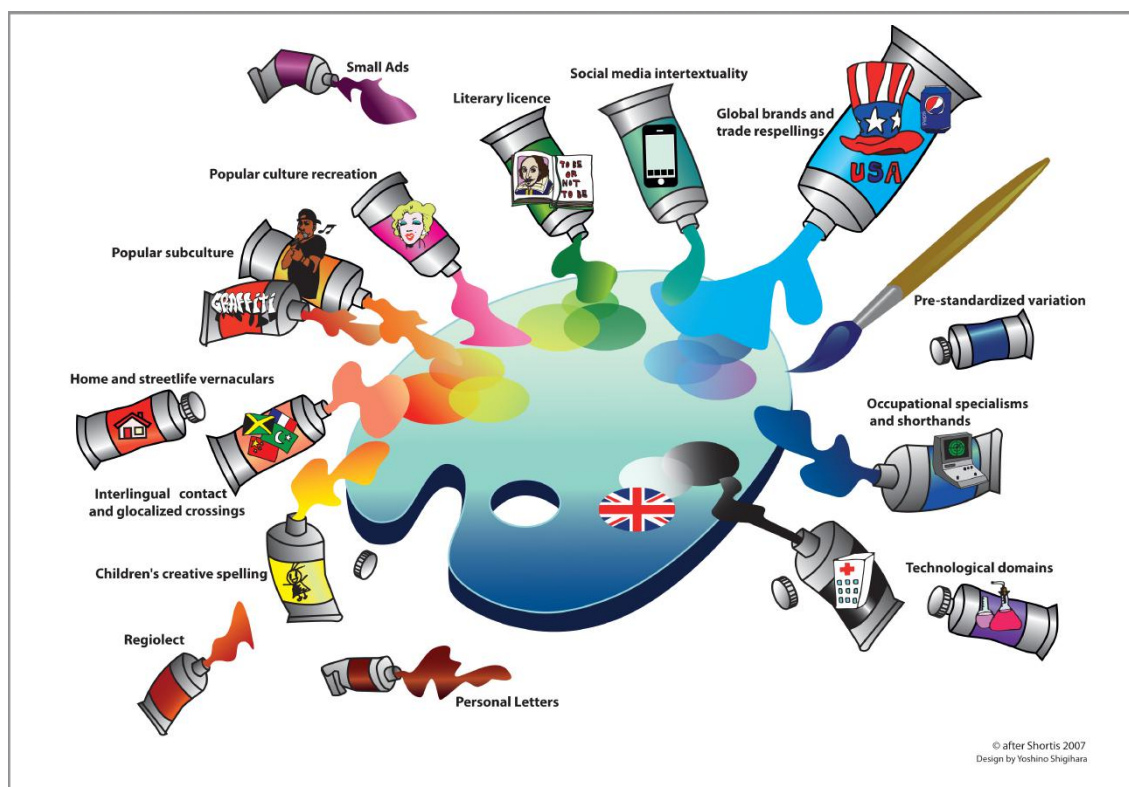 Small Ads
Social media intertextuality
Literary licence
Global brands and
trade respellings
TO BE
OR
NOT
TO BE
USA
Popular culture recreation
Popular subculture
GRAFFiTi
Pre-standardized variation
Home and streetlife vernaculars
Occupational specialisms
and shorthands
Interlingual contact
and glocalized crossings
Children's creative spelling
Technological domains
Regiolect
Personal Letters
© after Shortis 2007
Design by Yoshino Shigihara